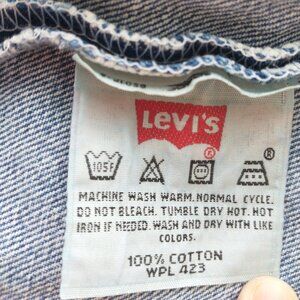 Levi's
105F
MACHINE WASH WARM. NORMAL CYCLE.
DO NOT BLEACH. TUMBLE DRY HOT. HOT
IRON IF NEEDED. WASH AND DRY WITH LIKE
COLORS.
100% COTTON
WPL 423